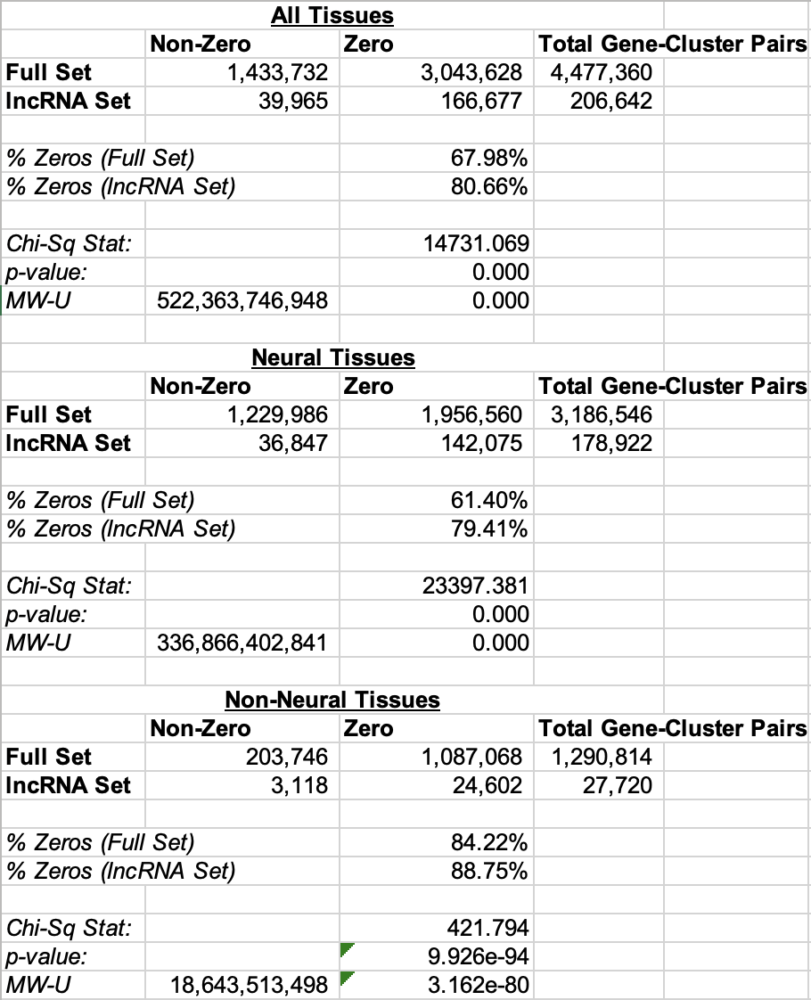 All Tissues
Non-Zero Zero Total Gene-Cluster Pairs
Full Set 1,433,732 3,043,628 4,477,360
lncRNA Set 39,965 166,677 206,642
% Zeros (Full Set) 67.98%
% Zeros (lncRNA Set) 80.66%
Chi-Sq Stat: 14731.069
p-value: 0.000
MW-U 522,363,746,948 0.000
Neural Tissues
Non-Zero Zero Total Gene-Cluster Pairs
Full Set 1,229,986 1,956,560 3,186,546
lncRNA Set 36,847 142,075 178,922
% Zeros (Full Set) 61.40%
% Zeros (lncRNA Set) 79.41%
Chi-Sq Stat: 23397.381
p-value: 0.000
MW-U 336,866,402,841 0.000
Non-Neural Tissues
Non-Zero Zero Total Gene-Cluster Pairs
Full Set 203,746 1,087,068 1,290,814
lncRNA Set 3,118 24,602 27,720
% Zeros (Full Set) 84.22%
% Zeros (lncRNA Set) 88.75%
Chi-Sq Stat: 421.794
p-value: 9.926e-94
MW-U 18,643,513,498 3.162e-80